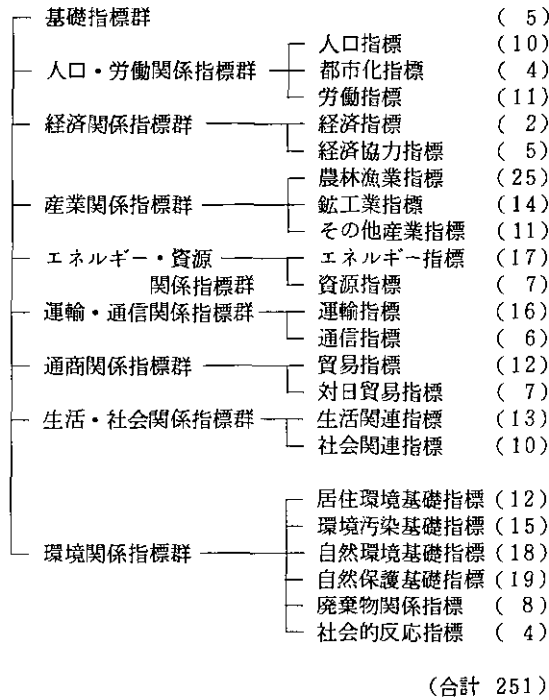 基礎指標群 ( 5)
人口・労働関係指標群 人口指標 (10)
都市化指標 ( 4)
労働指標 (11)
経済関係指標群 経済指標 ( 2)
経済協力指標 ( 5)
農林漁業指標 (25)
産業関係指標群 鉱工業指標 (14)
その他産業指標 (11)
エネルギー・資源 エネルギー指標 (17)
関係指標群 資源指標 ( 7)
運輸・通信関係指標群 運輸指標 (16)
通信指標 ( 6)
通商関係指標群 貿易指標 (12)
対日貿易指標 ( 7)
生活・社会関係指標群 生活関連指標 (13)
社会関連指標 (10)
居住環境基礎指標 (12)
環境汚染基礎指標 (15)
環境関係指標群 自然環境基礎指標 (18)
自然保護基礎指標 (19)
廃棄物関係指標 ( 8)
社会的反応指標 ( 4)
(合計 251)